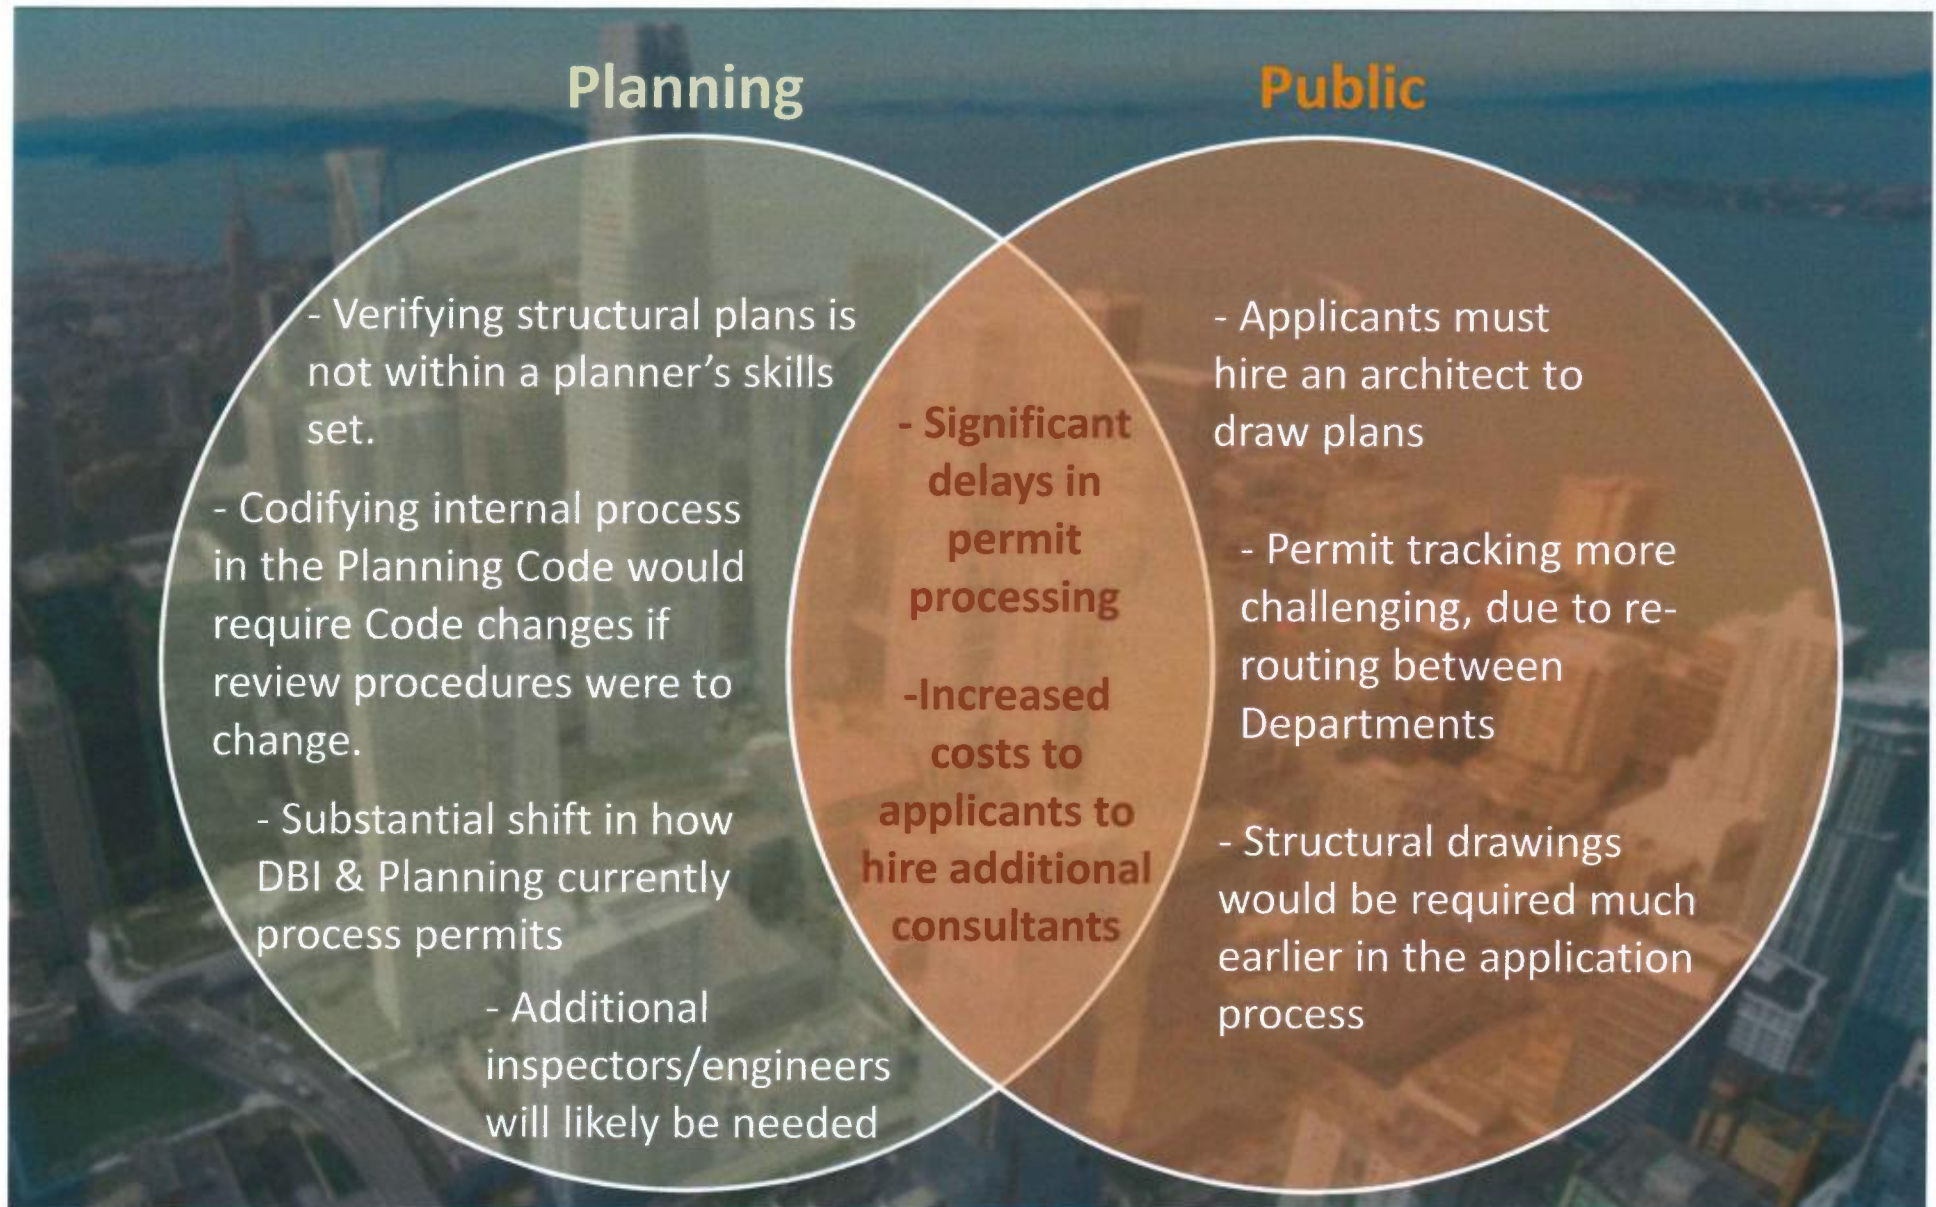 Planning
Public
- Verifying structural plans is
not within a planner's skills
set.
- Codifying internal process
in the Planning Code would
require Code changes if
review procedures were to
change.
- Substantial shift in how
DBI & Planning currently
process permits
- Additional
inspectors/engineers
will likely be needed
- Significant
delays in
permit
processing
-Increased
costs to
applicants to
hire additional
consultants
- Applicants must
hire an architect to
draw plans
- Permit tracking more
challenging, due to re-
routing between
Departments
- Structural drawings
would be required much
earlier in the application
process